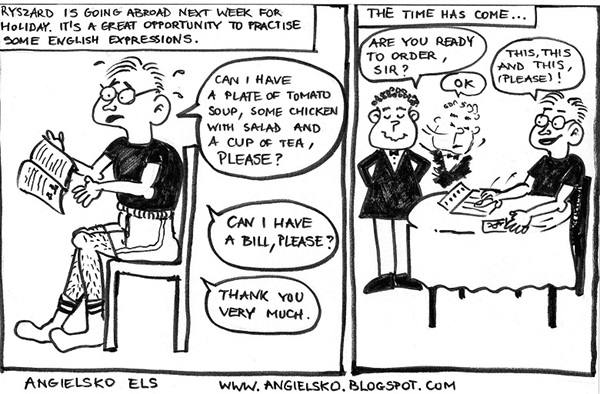 RYSZARD IS GOING ABROAD NEXT WEEK FOR
HOLIDAY. IT'S A GREAT OPPORTUNITY TO PRACTISE
SOME ENGLISH EXPRESSIONS.
CAN I HAVE
A PLATE OF TOMATO
SOUP, SOME CHICKEN
WITH SALAD AND
A CUP OF TEA,
PLEASE?
CAN I HAVE
A BILL, PLEASE?
THANK YOU
VERY MUCH.
THE TIME HAS COME...
ARE YOU READY
TO ORDER,
SIR?
THIS, THIS
AND THIS,
(PLEASE)!
OK
ANGIELSKO ELS
WWW.ANGIELSKO.BLOGSPOT.COM